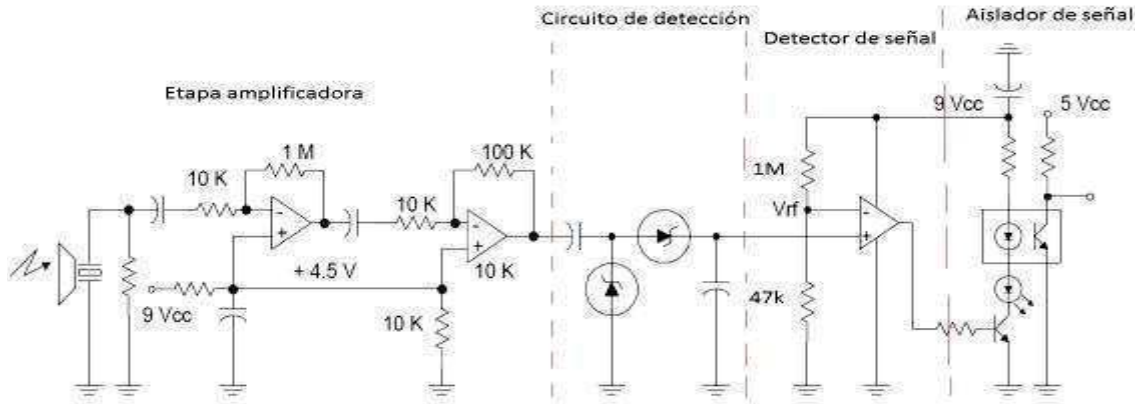 Circuito de detección
Aislador de señal
Detector de señal
Etapa amplificadora
9 Vcc
5 Vcc
1 M
100 K
10 K
10 K
1M
Vrf
-
+
-
+
-
+
+ 4.5 V
10 K
9 Vcc
10 K
47k